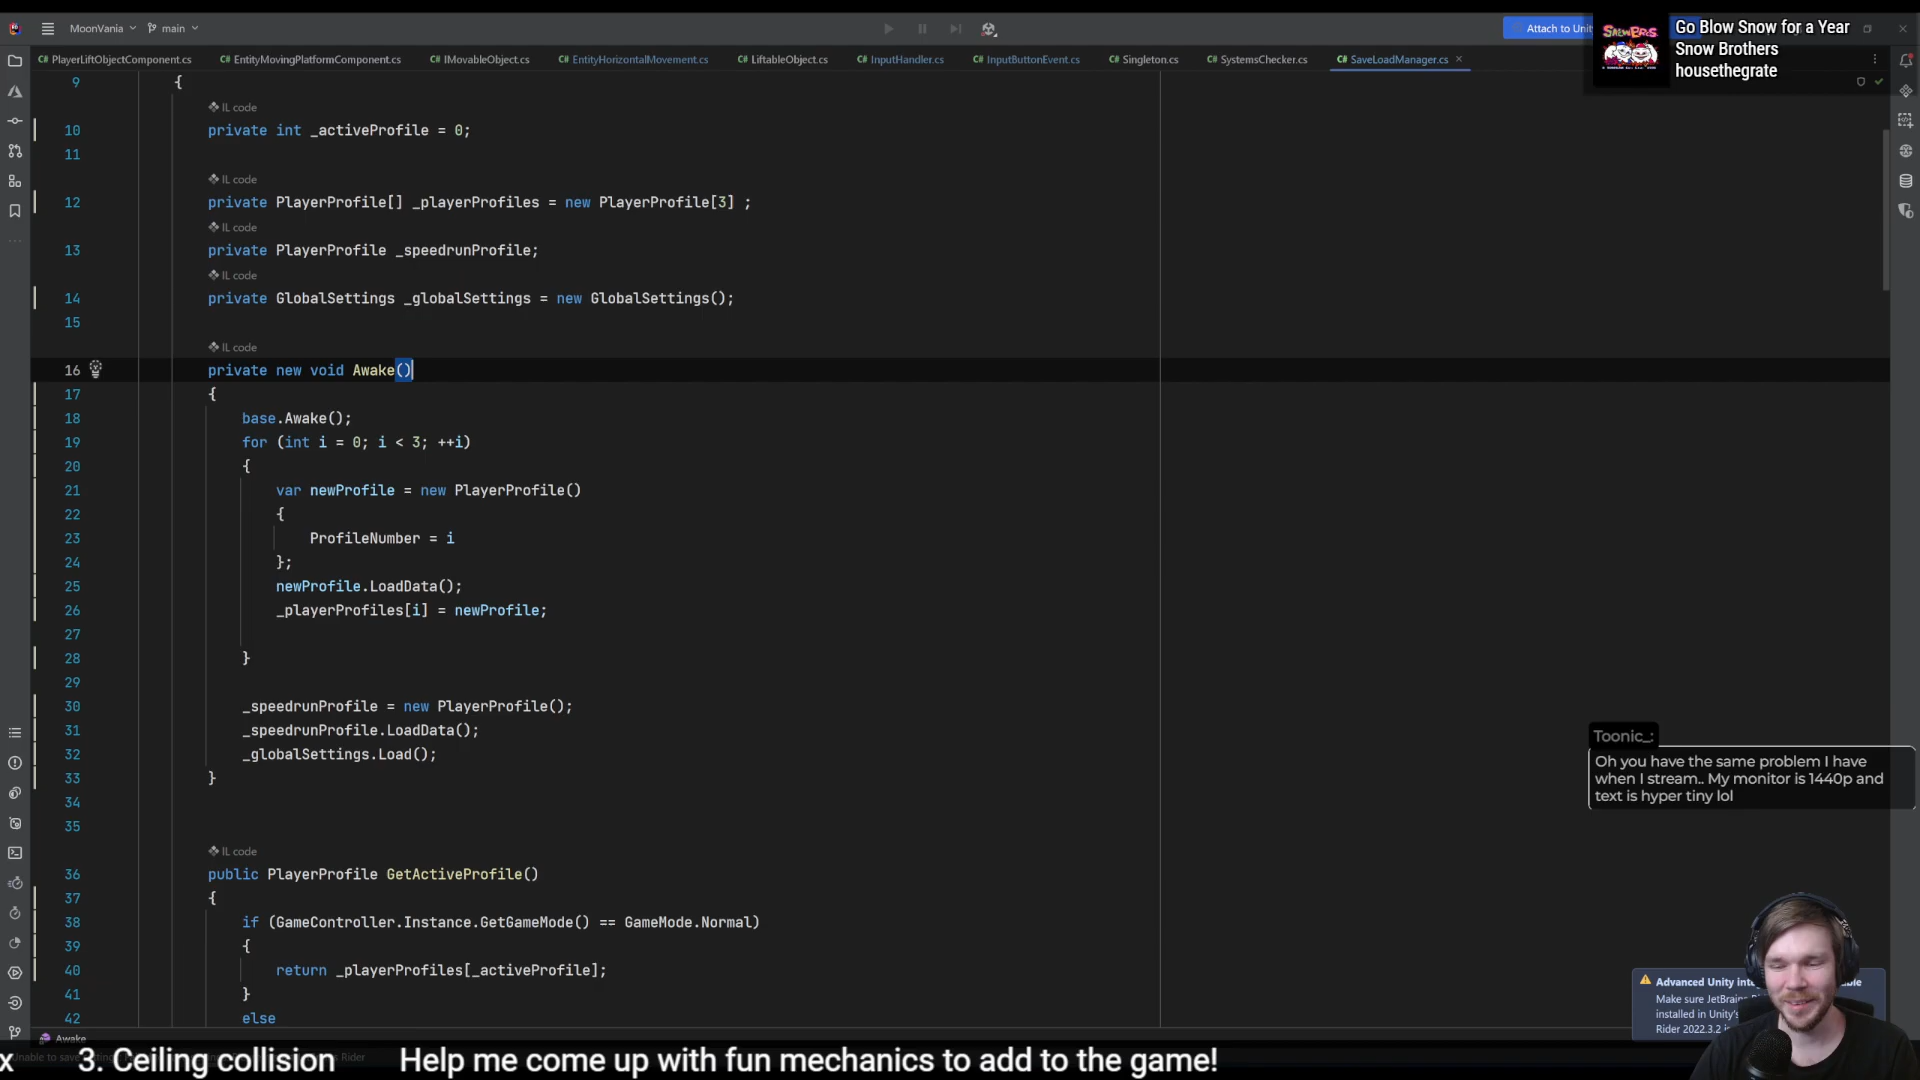 MoonVania
main
Attach to Unit
Go Blow Snow for a Year
Snow Brothers
housethegrate
PlayerLiftObjectComponent.cs
EntityMovingPlatformComponent.cs
IMovableObject.cs
EntityHorizontalMovement.cs
LiftableObject.cs
InputHandler.cs
InputButtonEvent.cs
Singleton.cs
SystemsChecker.cs
SaveLoadManager.cs
9 {
IL code
10 private int _activeProfile = 0;
11
IL code
12 private PlayerProfile[] _playerProfiles = new PlayerProfile[3] ;
IL code
13 private PlayerProfile _speedrunProfile;
IL code
14 private GlobalSettings _globalSettings = new GlobalSettings();
15
IL code
16 private new void Awake()
17 {
18 base.Awake();
19 for (int i = 0; i < 3; ++i)
20 {
21 var newProfile = new PlayerProfile()
22 {
23 ProfileNumber = i
24 };
25 newProfile.LoadData();
26 _playerProfiles[i] = newProfile;
27
28 }
29
30 _speedrunProfile = new PlayerProfile();
31 _speedrunProfile.LoadData();
32 _globalSettings.Load();
33 }
34
35
IL code
36 public PlayerProfile GetActiveProfile()
37 {
38 if (GameController.Instance.GetGameMode() == GameMode.Normal)
39 {
40 return _playerProfiles[_activeProfile];
41 }
42 else
Toonic_:
Oh you have the same problem I have
when I stream.. My monitor is 1440p and
text is hyper tiny lol
Advanced Unity
Make sure JetBrains
installed in Unity's
Rider 2022.3.2
Awake
x 3. Ceiling collision Help me come up with fun mechanics to add to the game!